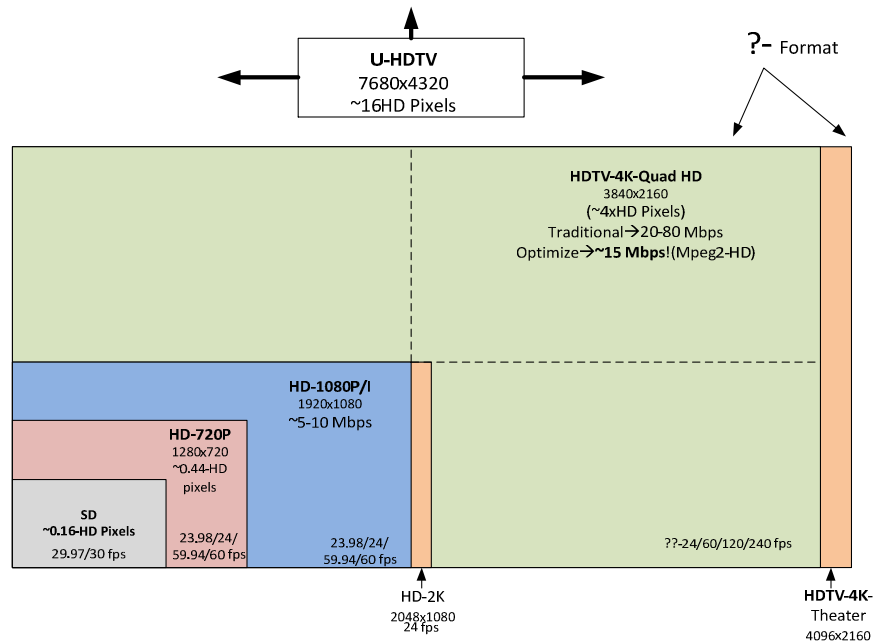 U-HDTV
7680x4320
~16HD Pixels
?- Format
HDTV-4K-Quad HD
3840x2160
(~4xHD Pixels)
Traditional→20-80 Mbps
Optimize→~15 Mbps!(Mpeg2-HD)
HD-1080P/I
1920x1080
~5-10 Mbps
HD-720P
1280x720
~0.44-HD
pixels
SD
~0.16-HD Pixels
29.97/30 fps
23.98/24/
59.94/60 fps
23.98/24/
59.94/60 fps
??-24/60/120/240 fps
HD-2K
2048x1080
24 fps
HDTV-4K-
Theater
4096x2160